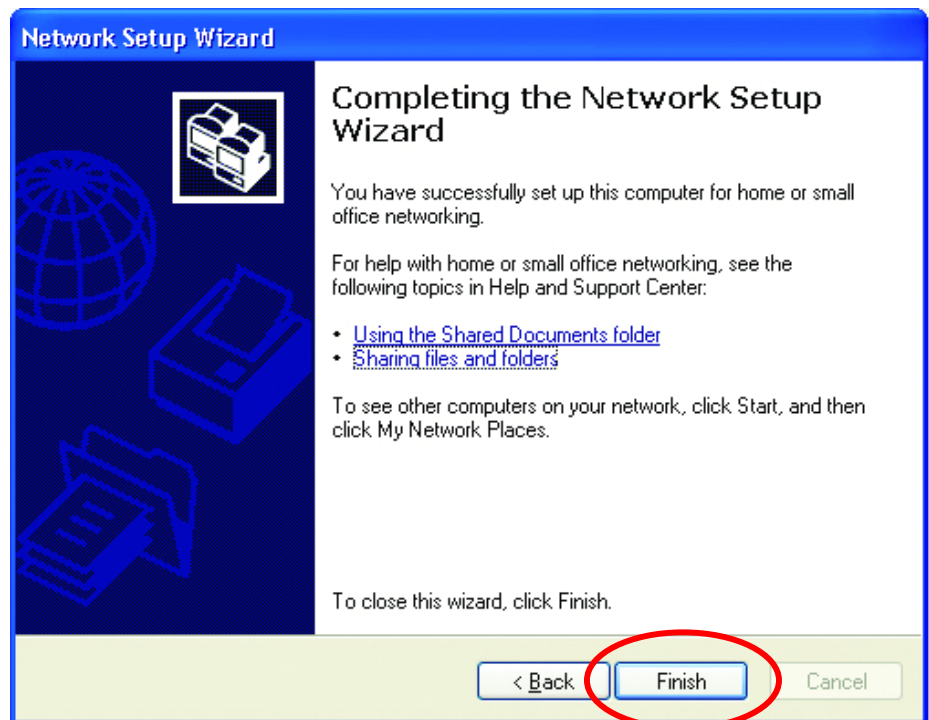 Network Setup Wizard
Completing the Network Setup
Wizard
You have successfully set up this computer for home or small
office networking.
For help with home or small office networking, see the
following topics in Help and Support Center:
• Using the Shared Documents folder
• Sharing files and folders
To see other computers on your network, click Start, and then
click My Network Places.
To close this wizard, click Finish.
< Back Finish Cancel